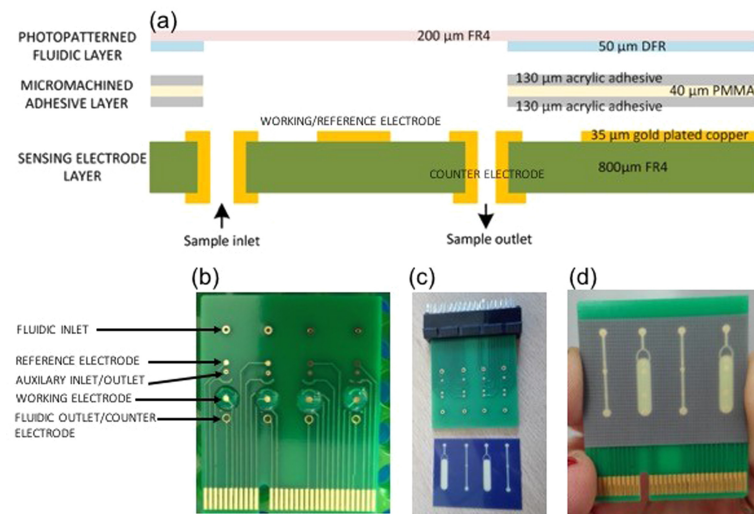 (a)
PHOTOPATTERNED
FLUIDIC LAYER
200 µm FR4
50 µm DFR
MICROMACHINED
ADHESIVE LAYER
130 µm acrylic adhesive
40 µm PMMA
130 µm acrylic adhesive
WORKING/REFERENCE ELECTRODE
35 µm gold plated copper
SENSING ELECTRODE
LAYER
COUNTER ELECTRODE
800µm FR4
Sample inlet
Sample outlet
(b)
(c)
(d)
FLUIDIC INLET
REFERENCE ELECTRODE
AUXILARY INLET/OUTLET
WORKING ELECTRODE
FLUIDIC OUTLET/COUNTER
ELECTRODE